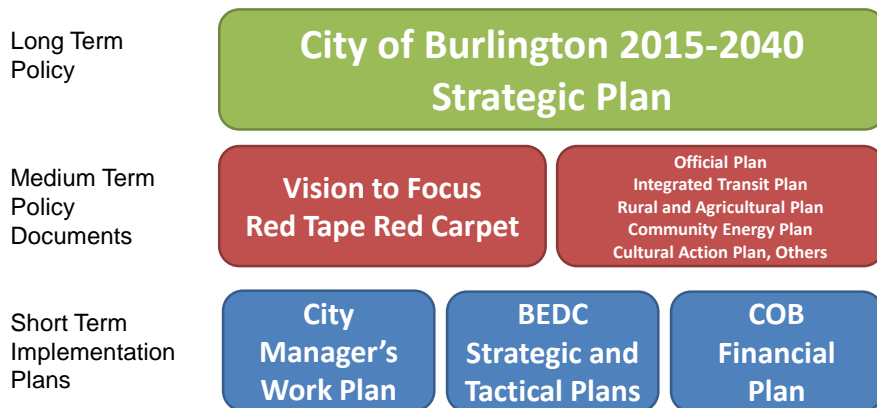 Long Term
Policy
City of Burlington 2015-2040
Strategic Plan
Medium Term
Policy
Documents
Vision to Focus
Red Tape Red Carpet
Official Plan
Integrated Transit Plan
Rural and Agricultural Plan
Community Energy Plan
Cultural Action Plan, Others
Short Term
Implementation
Plans
City
Manager’s
Work Plan
BEDC
Strategic and
Tactical Plans
COB
Financial
Plan